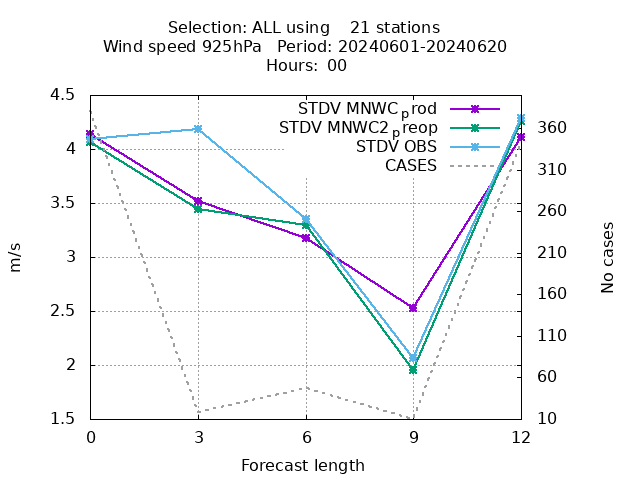 Selection: ALL using    21 stations
Wind speed 925hPa   Period: 20240601-20240620
Hours:  00
STDV MNWCprod
STDV MNWC2preop
STDV OBS
CASES
4.5
4
3.5
3
2.5
2
1.5
m/s
360
310
260
210
160
110
60
10
No cases
0
3
6
9
12
Forecast length